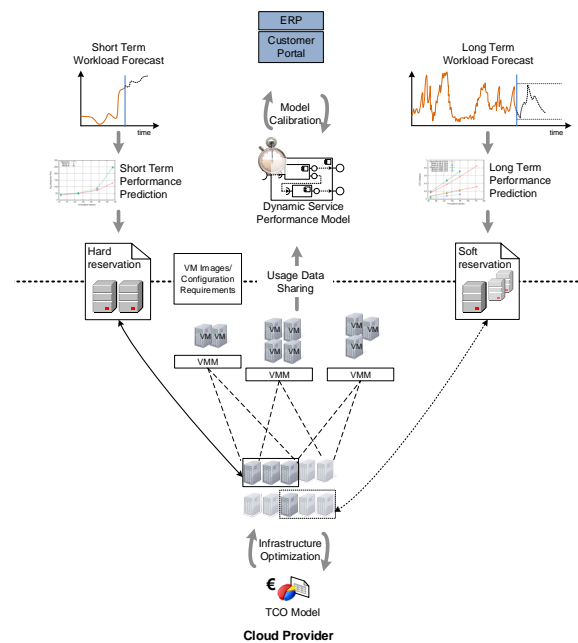 ERP
Customer
Portal
Short Term
Workload Forecast
Long Term
Workload Forecast
Model
Calibration
time
time
Short Term
Performance
Prediction
Long Term
Performance
Prediction
Dynamic Service
Performance Model
Hard
reservation
VM Images/
Configuration
Requirements
Usage Data
Sharing
Soft
reservation
VM
VM
VM
VM
VM
VM
VM
VM
VM
VMM
VMM
VMM
Infrastructure
Optimization
€
TCO Model
Cloud Provider